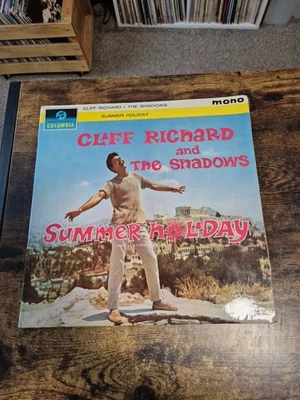 CLIFF RICHARD • THE SHADOWS
SUMMER HOLIDAY
mono
COLUMBIA
CLIFF RICHARD
and
THE SHADOWS
SUMMER HOLIDAY